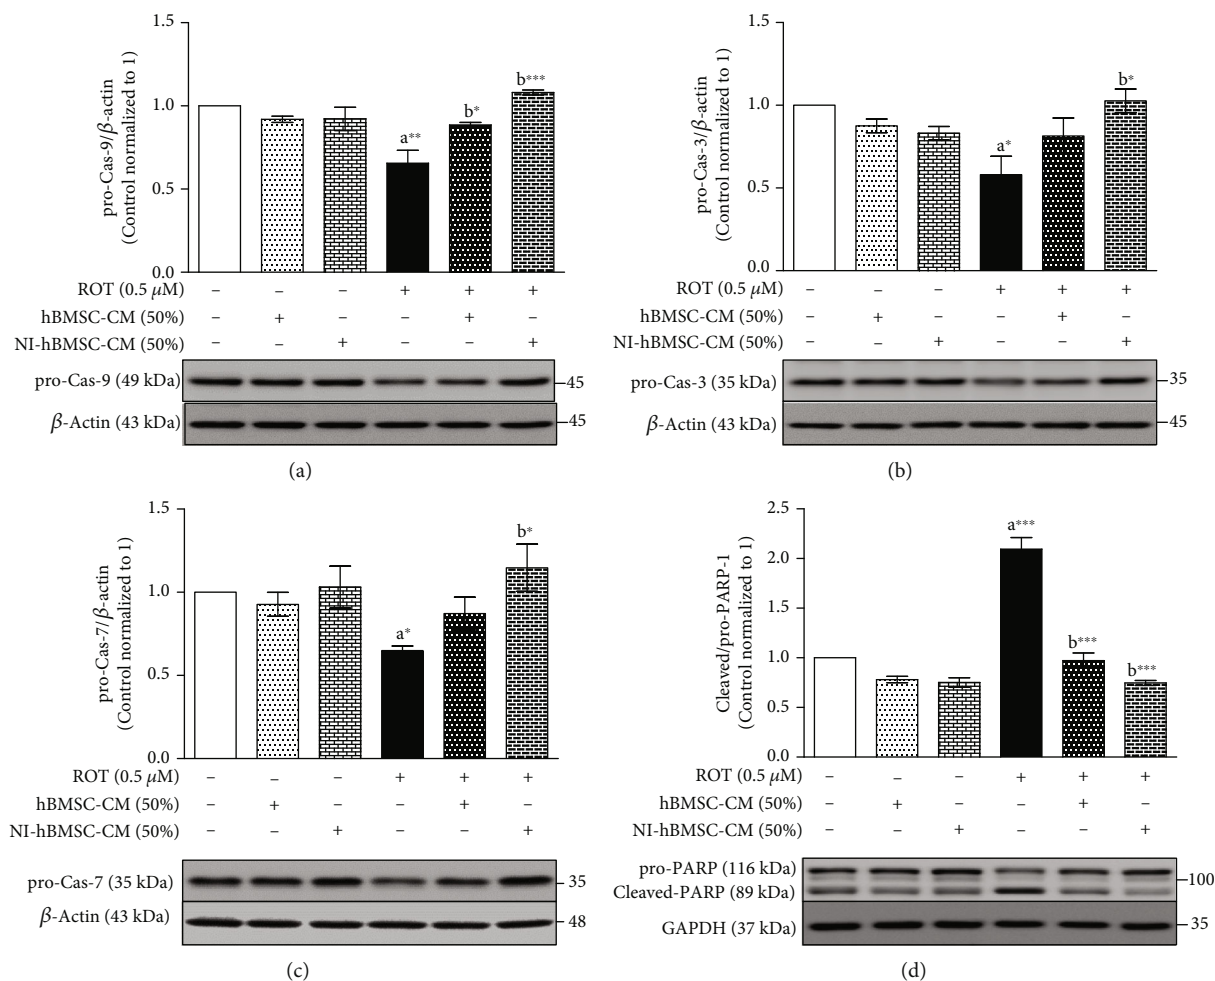 pro-Cas-9/β-actin
(Control normalized to 1)
1.5
1.0
0.5
0.0
a**
b*
b***
ROT (0.5 μM) – – – + + +
hBMSC-CM (50%) – + – – + –
NI-hBMSC-CM (50%) – – + – – +
pro-Cas-9 (49 kDa) 45
β-Actin (43 kDa) 45
(a)
pro-Cas-3/β-actin
(Control normalized to 1)
1.5
1.0
0.5
0.0
a*
b*
ROT (0.5 μM) – – – + + +
hBMSC-CM (50%) – + – – + –
NI-hBMSC-CM (50%) – – + – – +
pro-Cas-3 (35 kDa) 35
β-Actin (43 kDa) 45
(b)
pro-Cas-7/β-actin
(Control normalized to 1)
1.5
1.0
0.5
0.0
a*
b*
ROT (0.5 μM) – – – + + +
hBMSC-CM (50%) – + – – + –
NI-hBMSC-CM (50%) – – + – – +
pro-Cas-7 (35 kDa) 35
β-Actin (43 kDa) 48
(c)
Cleaved/pro-PARP-1
(Control normalized to 1)
2.5
2.0
1.5
1.0
0.5
0.0
a***
b***
b***
ROT (0.5 μM) – – – + + +
hBMSC-CM (50%) – + – – + –
NI-hBMSC-CM (50%) – – + – – +
pro-PARP (116 kDa)
100
Cleaved-PARP (89 kDa)
GAPDH (37 kDa) 35
(d)